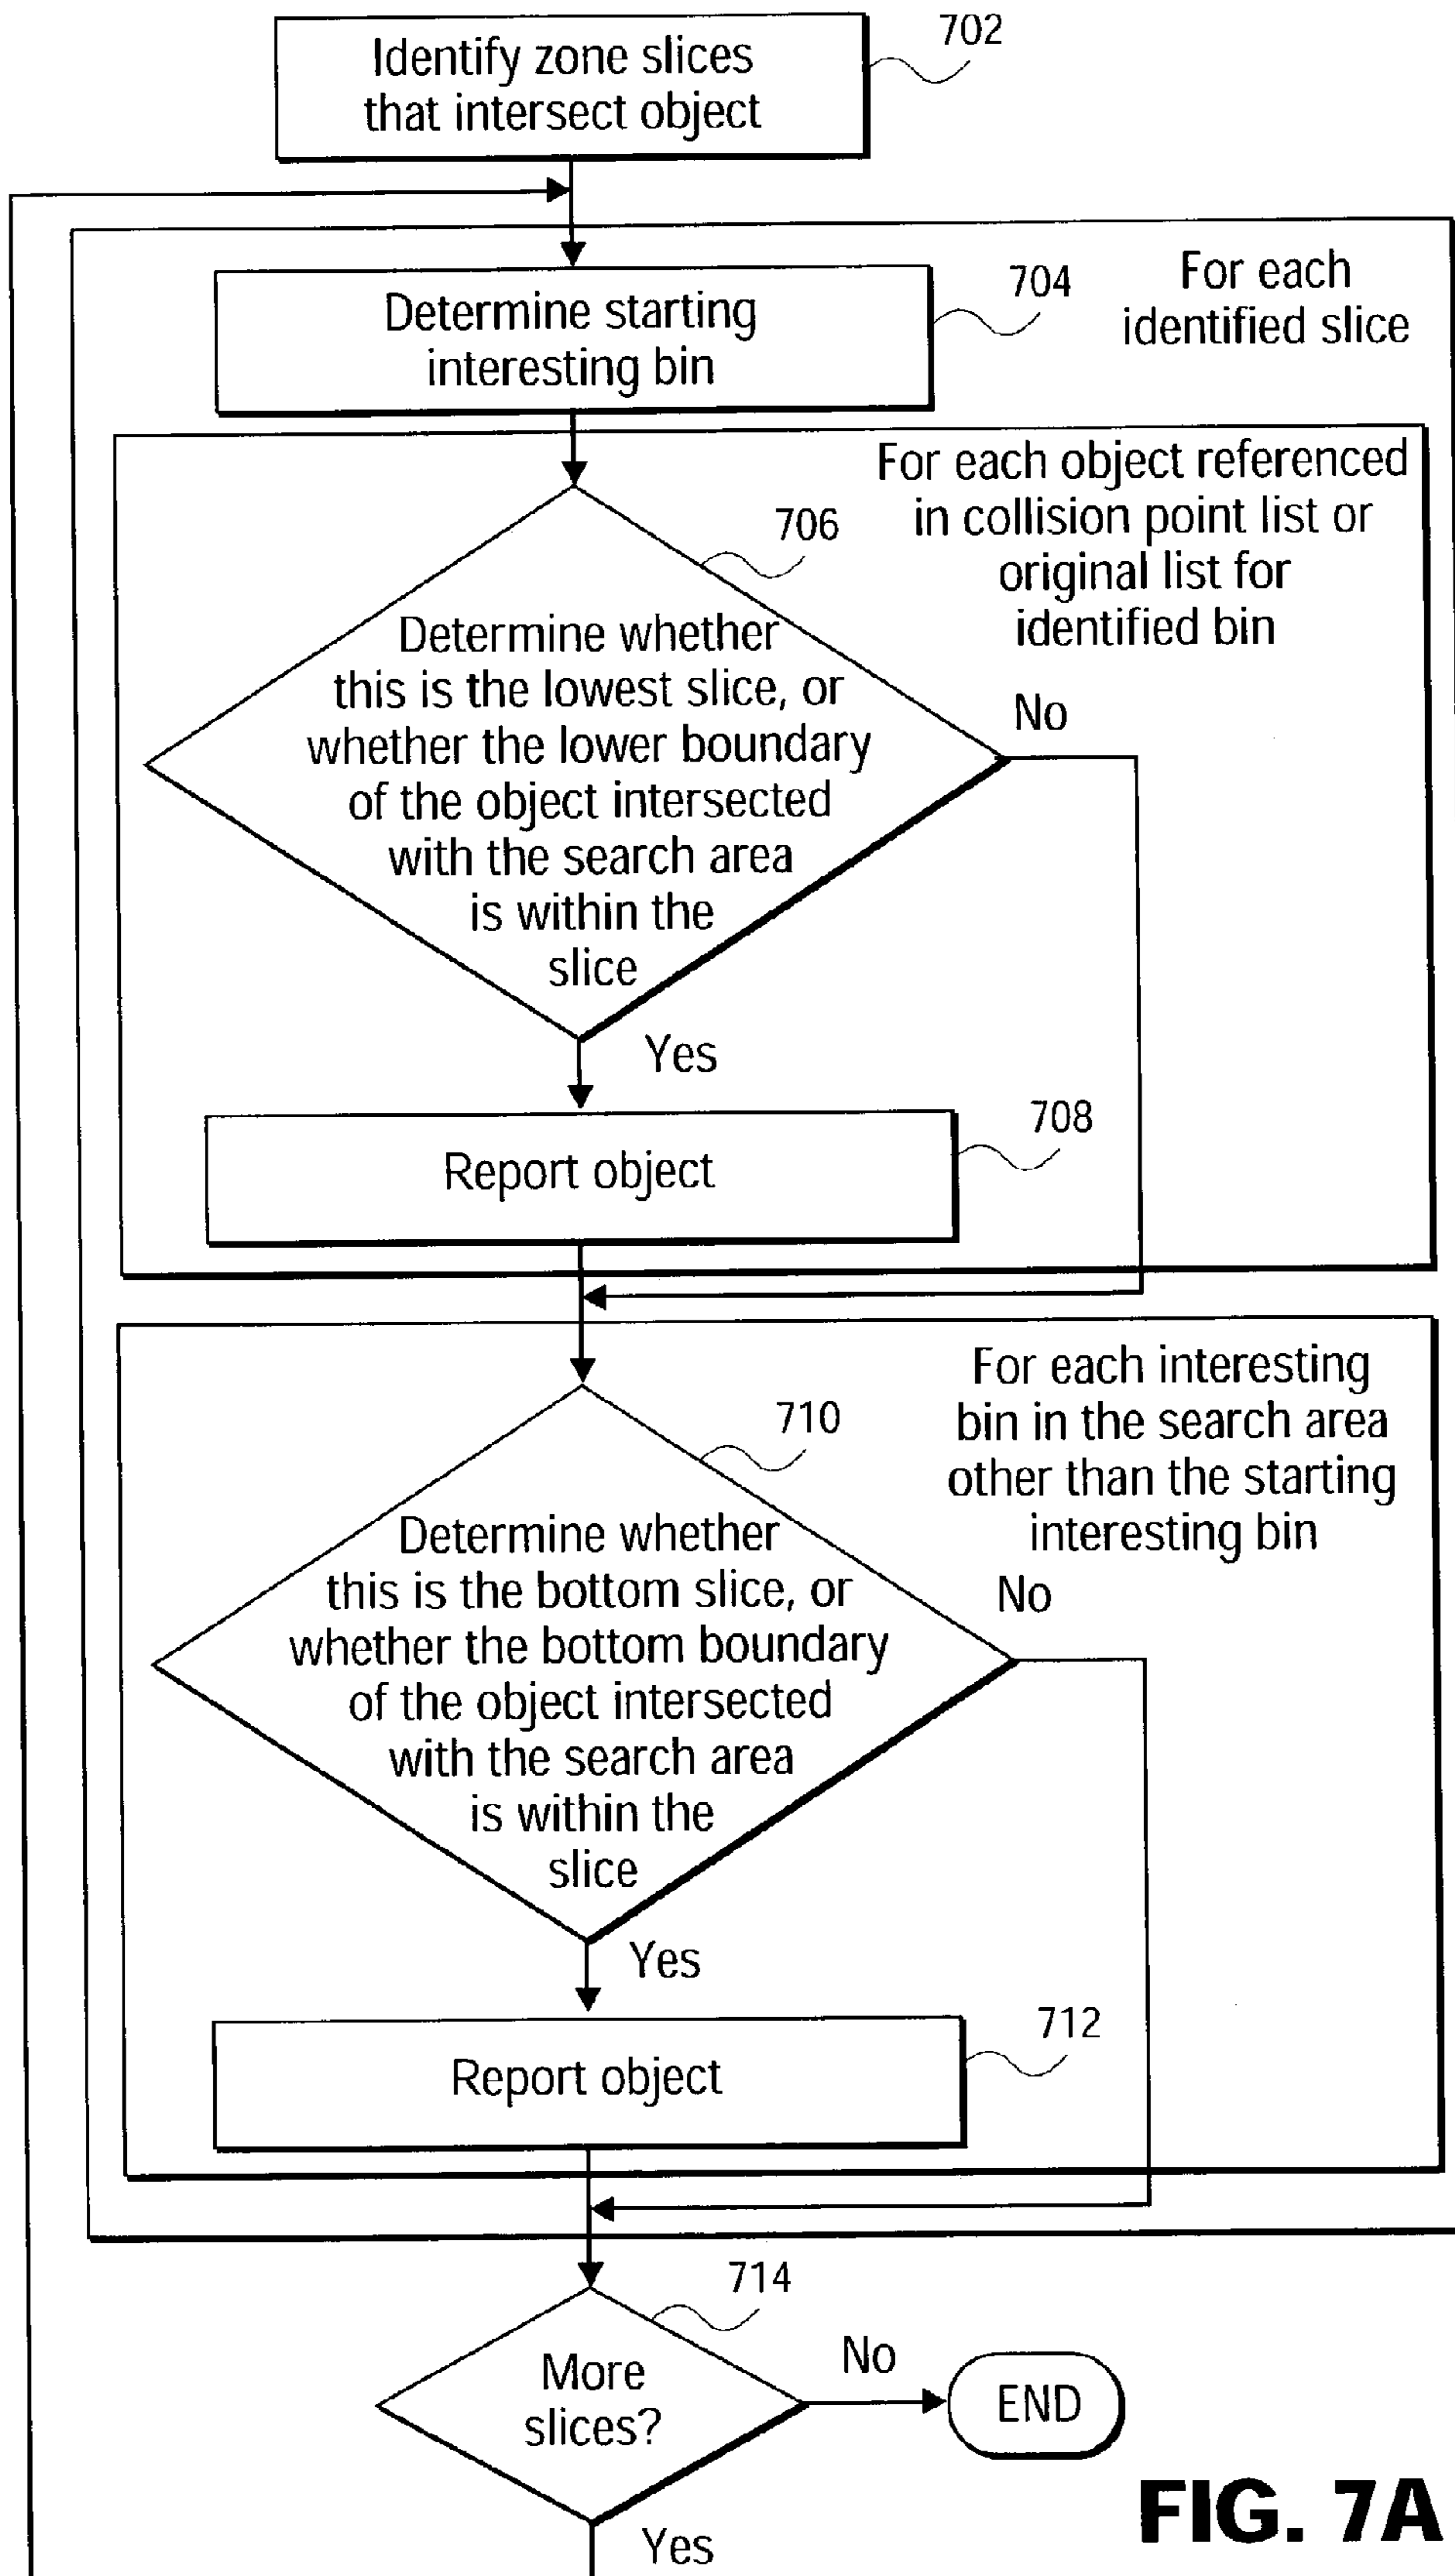 Identify zone slices
that intersect object
702
Determine starting
interesting bin
704
For each
identified slice
For each object referenced
in collision point list or
original list for
identified bin
706
Determine whether
this is the lowest slice, or
whether the lower boundary
of the object intersected
with the search area
is within the
slice
No
Yes
Report object
708
For each interesting
bin in the search area
other than the starting
interesting bin
710
Determine whether
this is the bottom slice, or
whether the bottom boundary
of the object intersected
with the search area
is within the
slice
No
Yes
Report object
712
714
More
slices?
No
END
Yes
FIG. 7A